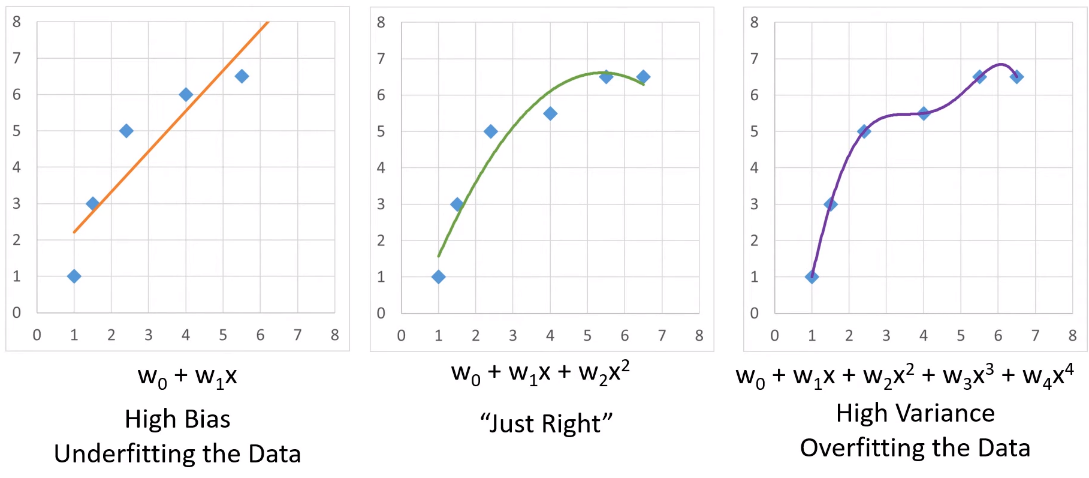 8
7
6
5
4
3
2
1
0
0 1 2 3 4 5 6 7 8
w₀ + w₁x
High Bias
Underfitting the Data
8
7
6
5
4
3
2
1
0
0 1 2 3 4 5 6 7 8
w₀ + w₁x + w₂x²
“Just Right”
8
7
6
5
4
3
2
1
0
0 1 2 3 4 5 6 7 8
w₀ + w₁x + w₂x² + w₃x³ + w₄x⁴
High Variance
Overfitting the Data